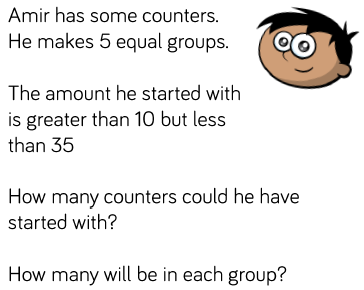 Amir has some counters.
He makes 5 equal groups.
The amount he started with
is greater than 10 but less
than 35
How many counters could he have
started with?
How many will be in each group?